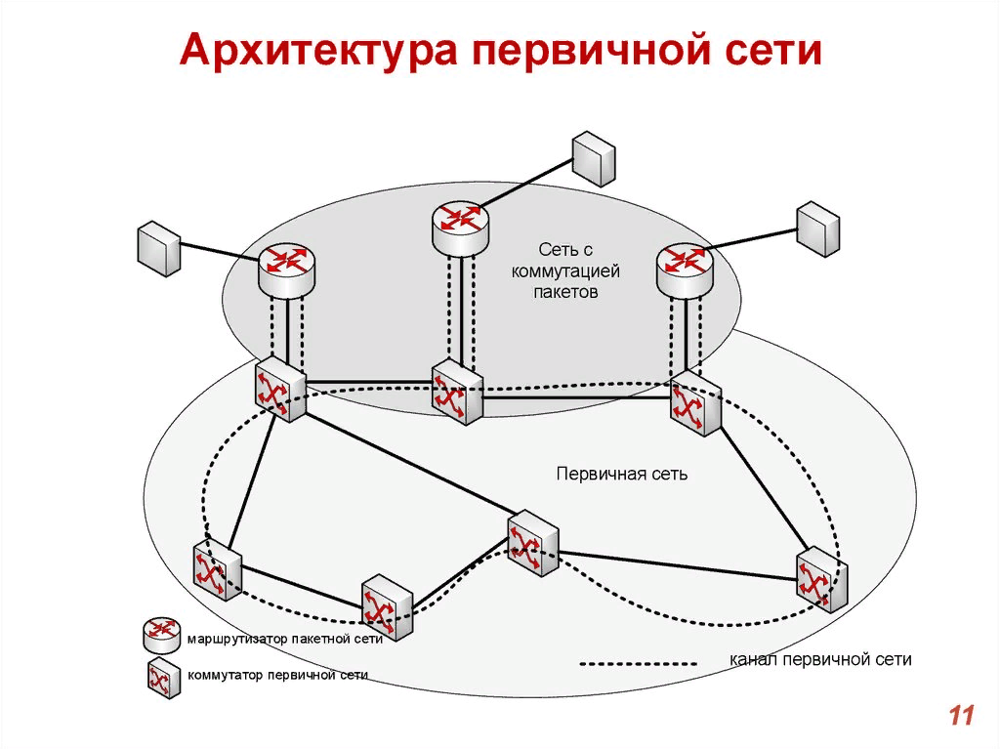 Архитектура первичной сети
Сеть с
коммутацией
пакетов
Первичная сеть
маршрутизатор пакетной сети
коммутатор первичной сети
канал первичной сети
11